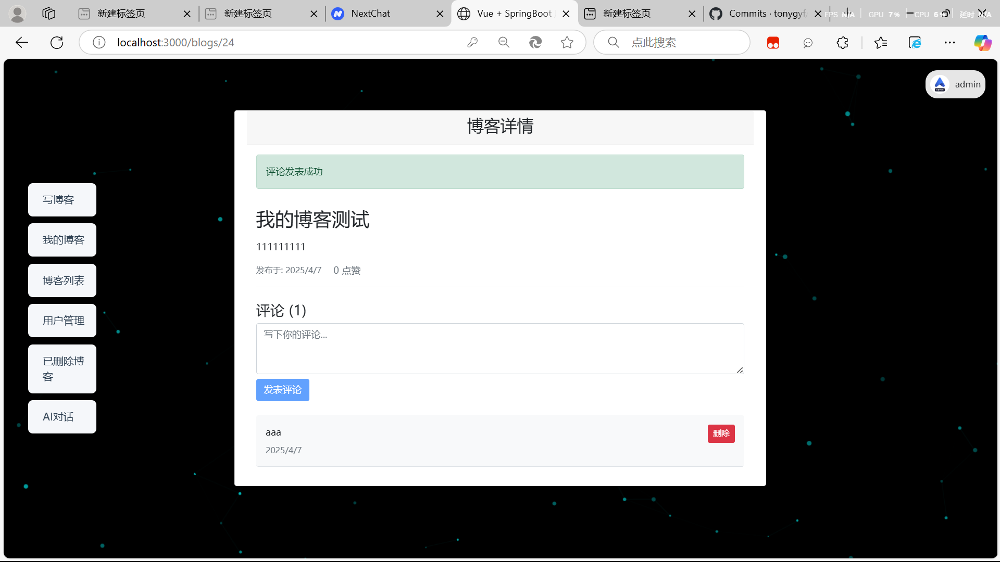 新建标签页
新建标签页
NextChat
Vue + SpringBoot
新建标签页
Commits · tonygyf
FPS N/A GPU 7% CPU 6% 延时 N/A
localhost:3000/blogs/24
点此搜索
admin
博客详情
评论发表成功
写博客
我的博客
博客列表
用户管理
已删除博
客
AI对话
我的博客测试
111111111
发布于: 2025/4/7 0 点赞
评论 (1)
写下你的评论...
发表评论
aaa
删除
2025/4/7